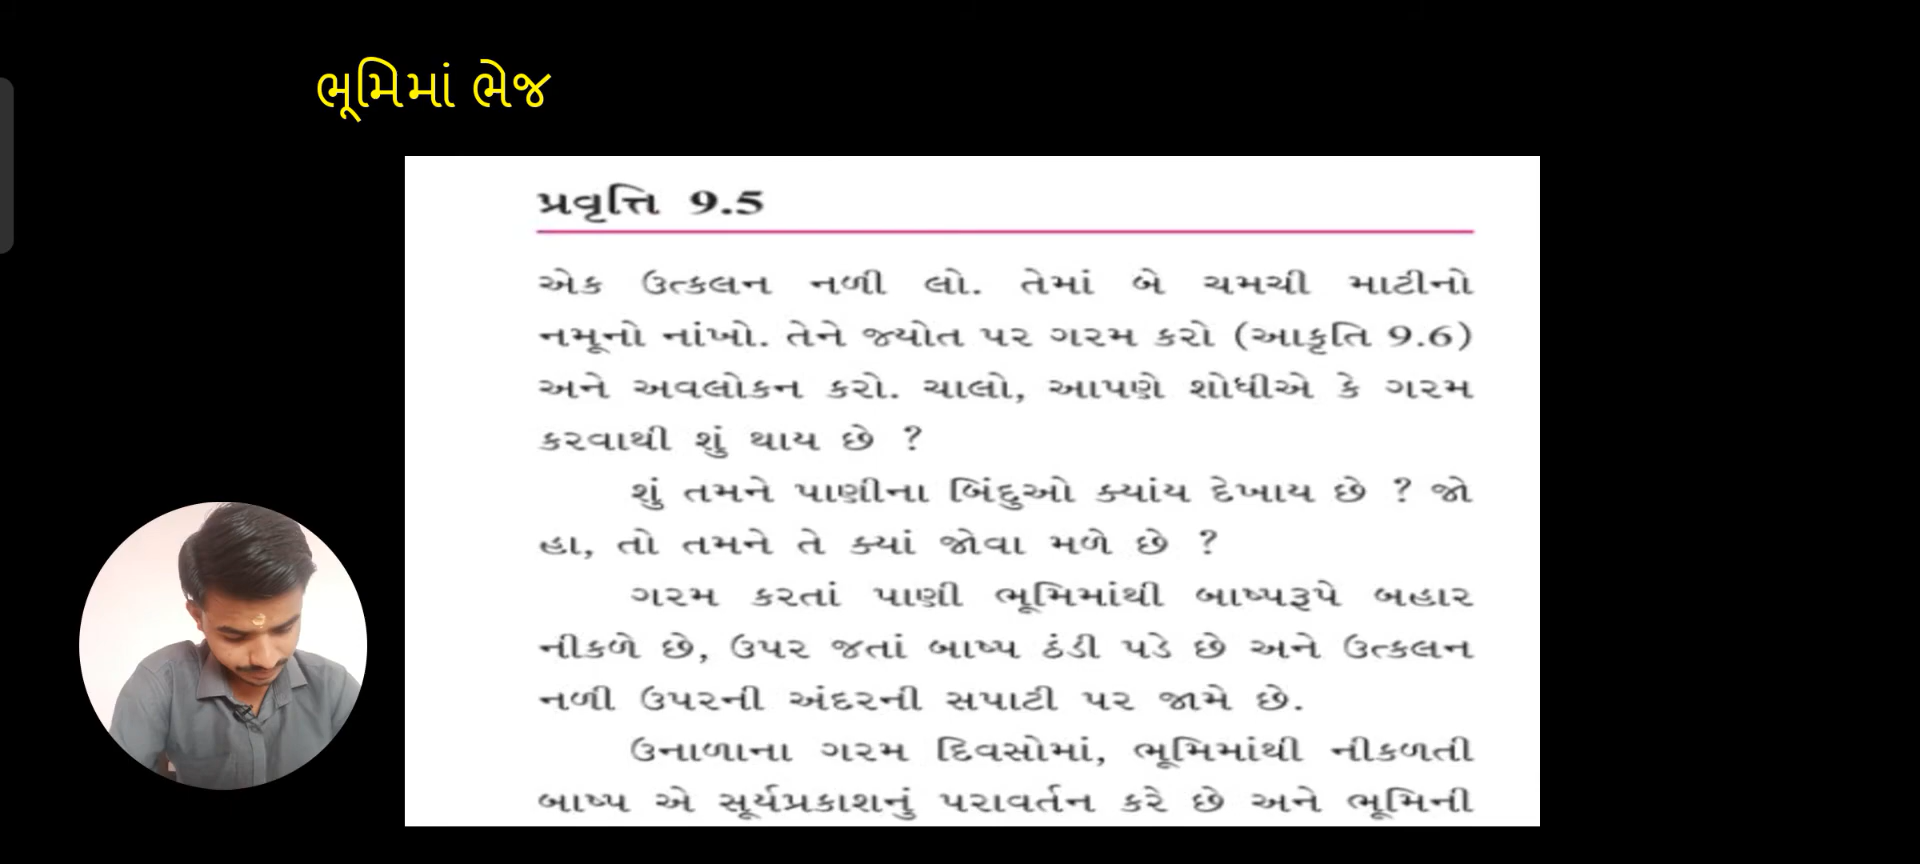 ભૂમિમાં ભેજ
પ્રવૃત્તિ 9.5
એક ઉત્કલન નળી લો. તેમાં બે ચમચી માટીનો
નમૂનો નાંખો. તેને જ્યોત પર ગરમ કરો (આકૃતિ 9.6)
અને અવલોકન કરો. ચાલો, આપણે શોધીએ કે ગરમ
કરવાથી શું થાય છે ?
શું તમને પાણીના બિંદુઓ ક્યાંય દેખાય છે ? જો
હા, તો તમને તે ક્યાં જોવા મળે છે ?
ગરમ કરતાં પાણી ભૂમિમાંથી બાષ્પરૂપે બહાર
નીકળે છે, ઉપર જતાં બાષ્પ ઠંડી પડે છે અને ઉત્કલન
નળી ઉપરની અંદરની સપાટી પર જામે છે.
ઉનાળાના ગરમ દિવસોમાં, ભૂમિમાંથી નીકળતી
બાષ્પ એ સૂર્યપ્રકાશનું પરાવર્તન કરે છે અને ભૂમિની